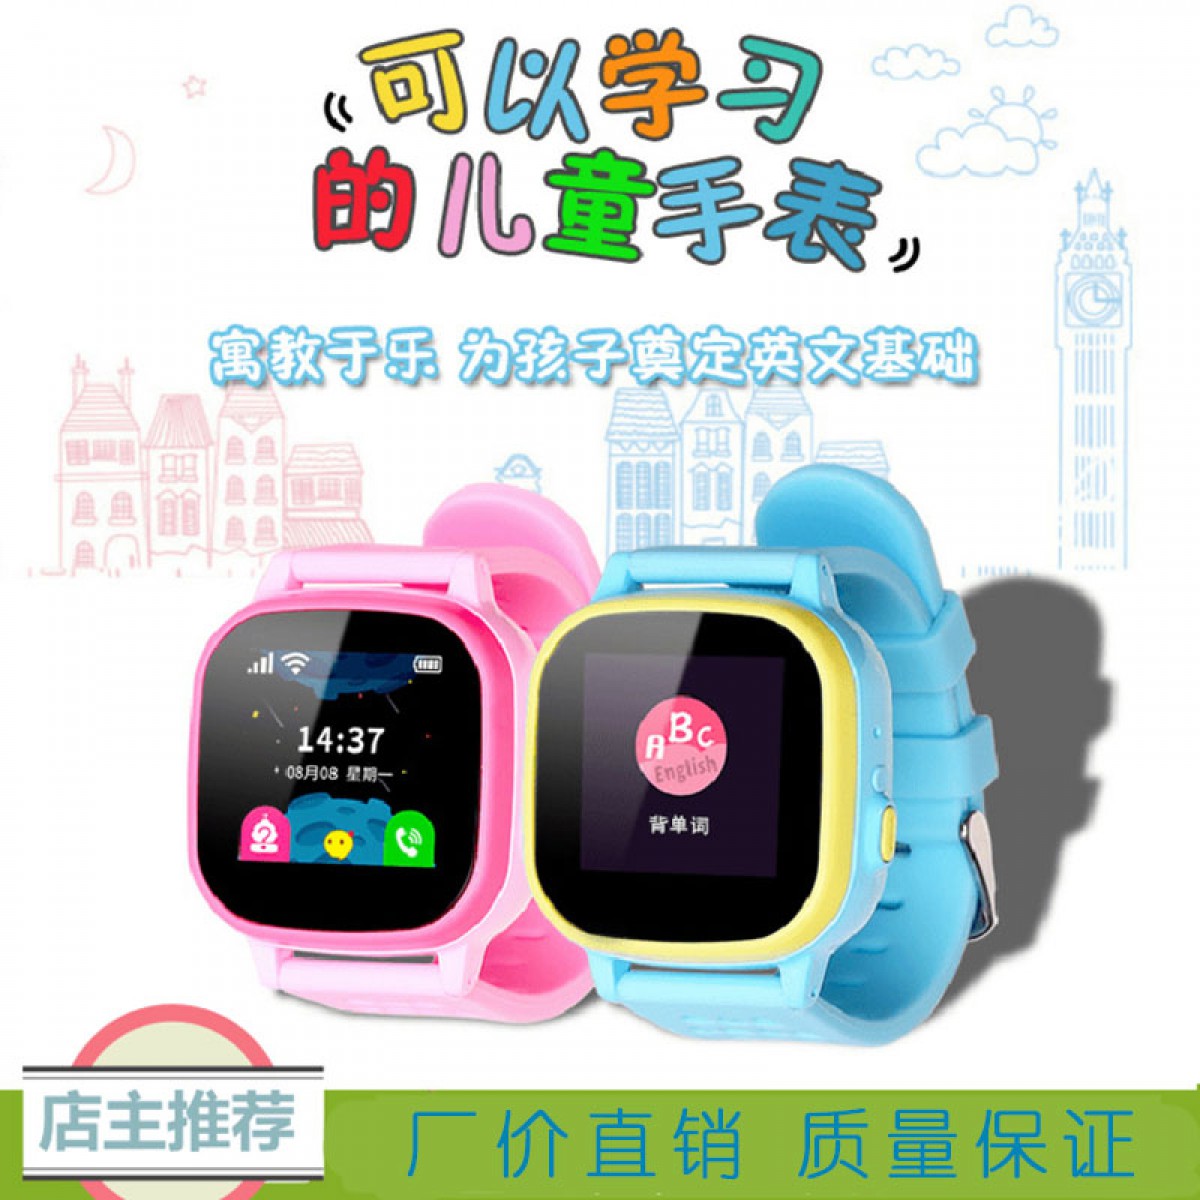 可以学习
的儿童手表
寓教于乐 为孩子奠定英文基础
14:37
08月08 星期一
ABC
English
背单词
店主推荐
厂价直销 质量保证